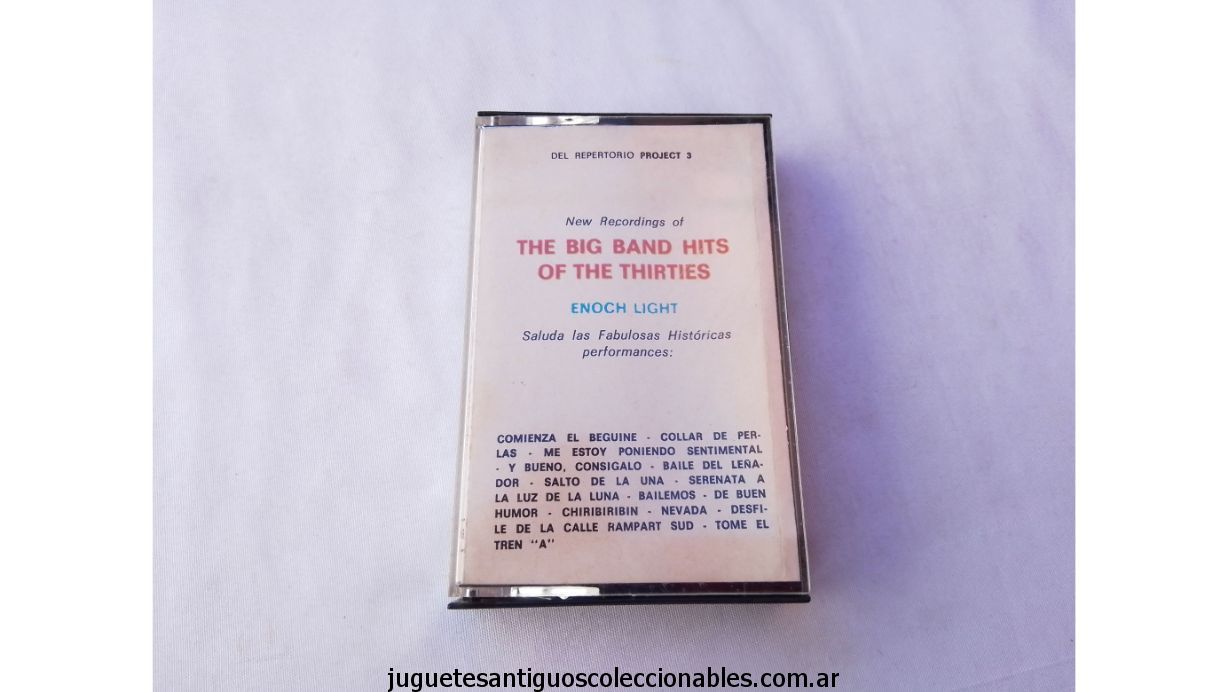 DEL REPERTORIO PROJECT 3
New Recordings of
THE BIG BAND HITS
OF THE THIRTIES
ENOCH LIGHT
Saluda las Fabulosas Históricas
performances:
COMIENZA EL BEGUINE - COLLAR DE PER-
LAS - ME ESTOY PONIENDO SENTIMENTAL
- Y BUENO, CONSIGALO - BAILE DEL LEÑA-
DOR - SALTO DE LA UNA - SERENATA A
LA LUZ DE LA LUNA - BAILEMOS - DE BUEN
HUMOR - CHIRIBIRIBIN - NEVADA - DESFI-
LE DE LA CALLE RAMPART SUD - TOME EL
TREN "A"
juguetesantiguoscoleccionables.com.ar